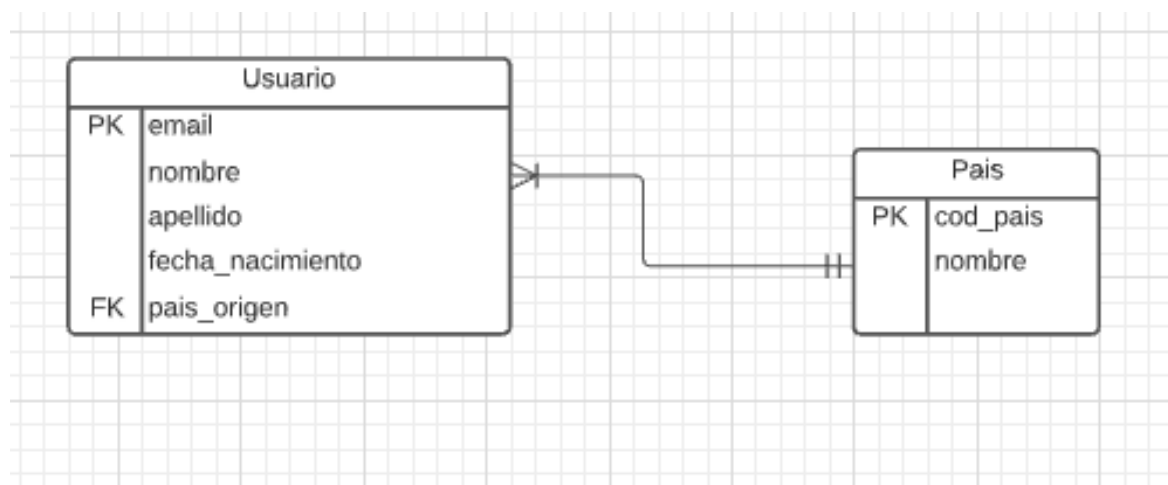 Usuario
PK email
nombre
apellido
fecha_nacimiento
FK pais_origen
Pais
PK cod_pais
nombre